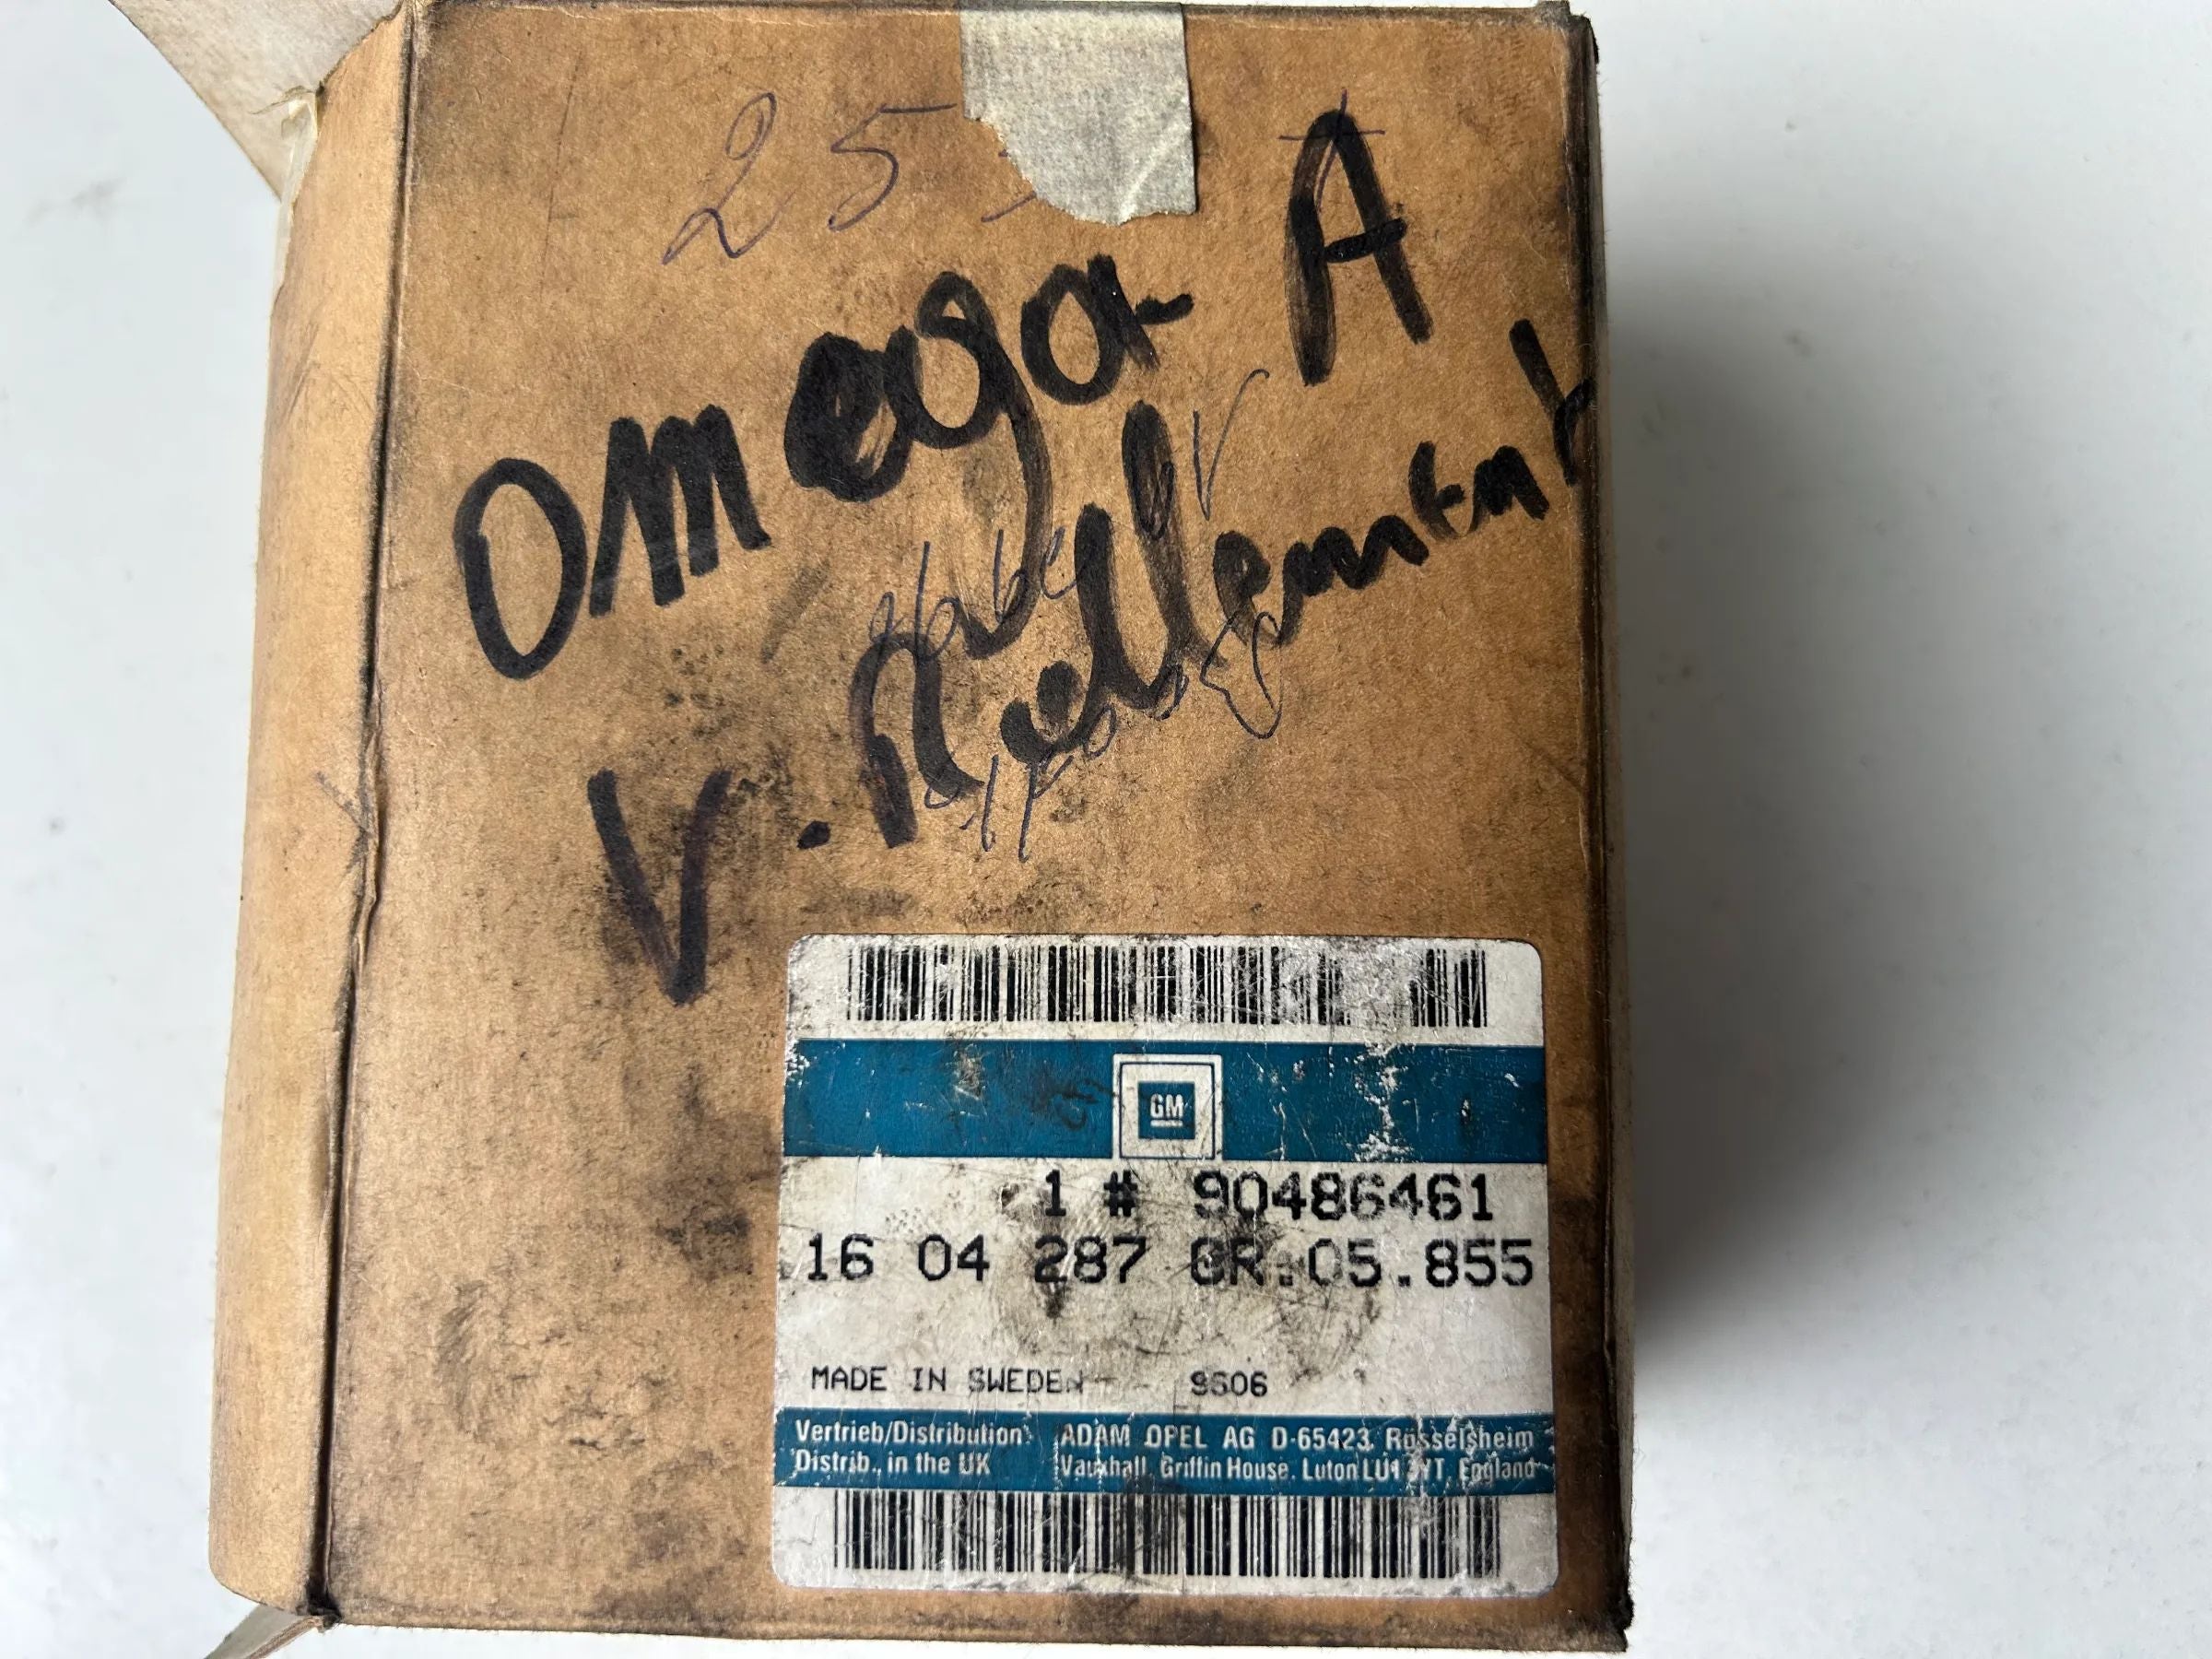 25
Omega A
V.
GM
1 # 90486461
16 04 287 GR.05.855
MADE IN SWEDEN 9606
Vertrieb/Distribution ADAM OPEL AG D-65423 Rüsselsheim
Distrib. in the UK Vauxhall Griffin House. Luton LU1 3YT, England